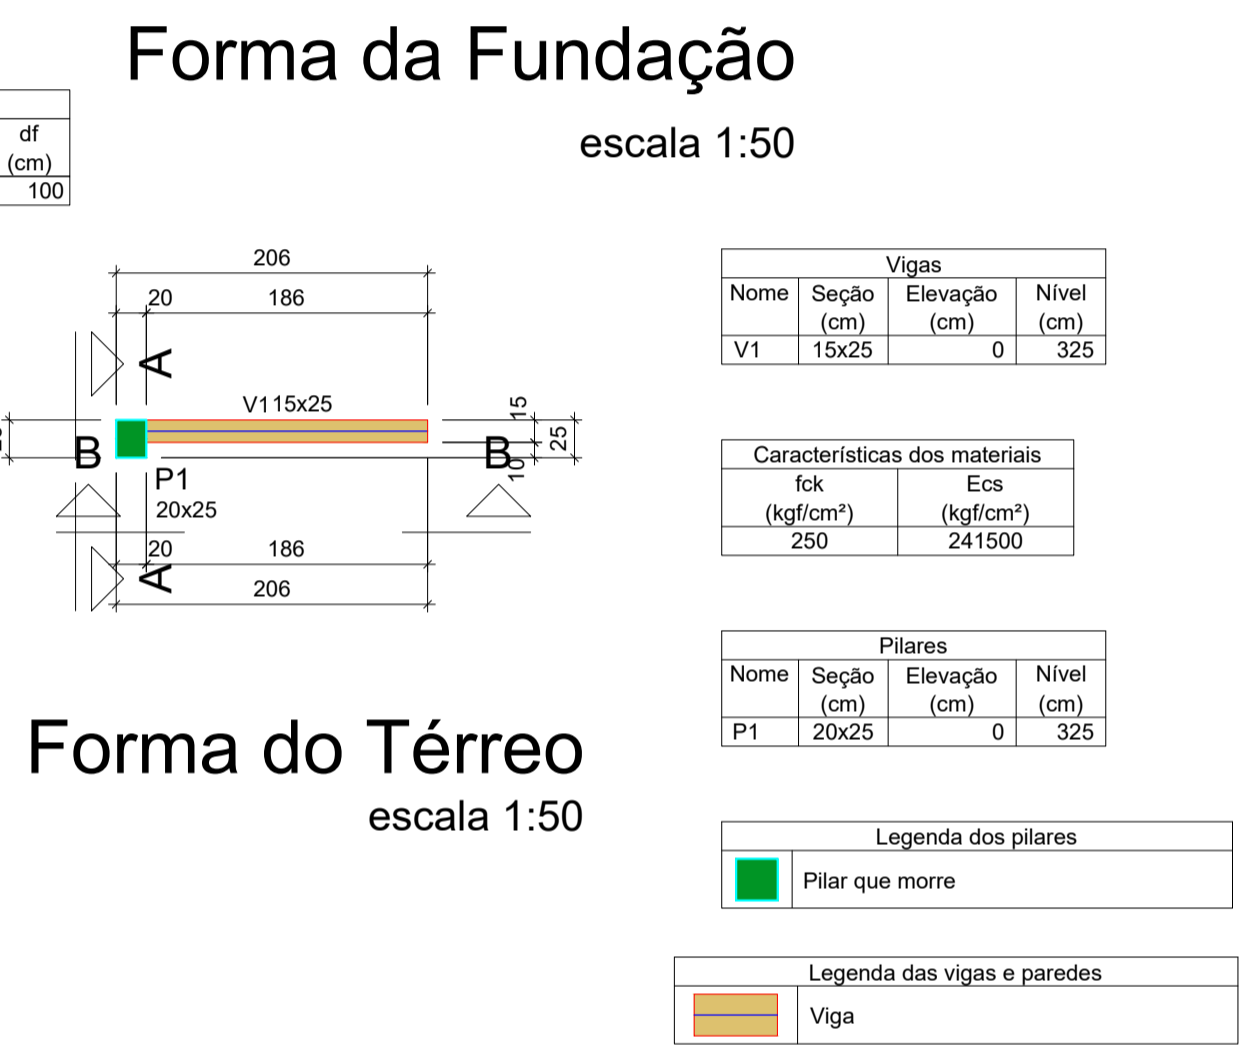 Forma da Fundação
escala 1:50
df
(cm)
100
206
20 186
A
V1 15x25
15
25
10
B B
P1
20x25
20 186
A
206
Forma do Térreo
escala 1:50
Vigas
Nome Seção Elevação Nível
(cm) (cm) (cm)
V1 15x25 0 325
Características dos materiais
fck Ecs
(kgf/cm²) (kgf/cm²)
250 241500
Pilares
Nome Seção Elevação Nível
(cm) (cm) (cm)
P1 20x25 0 325
Legenda dos pilares
Pilar que morre
Legenda das vigas e paredes
Viga